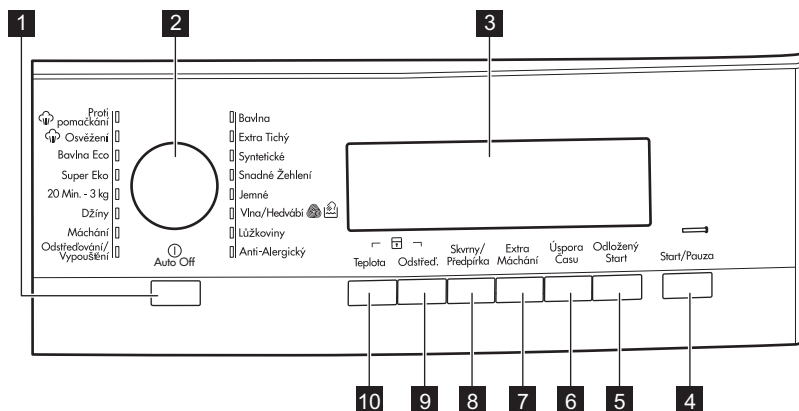 1
2
3
Proti
pomačkání
Osvěžení
Bavlna Eco
Super Eko
20 Min. - 3 kg
Džíny
Máchání
Odstřeďování/
Vypouštění
Bavlna
Extra Tichý
Syntetické
Snadné Žehlení
Jemné
Vlna/Hedvábí
Lůžkoviny
Anti-Alergický
Auto Off
Teplota
Odstřeď.
Skvrny/
Předpírka
Extra
Máchání
Úspora
Času
Odložený
Start
Start/Pauza
10
9
8
7
6
5
4